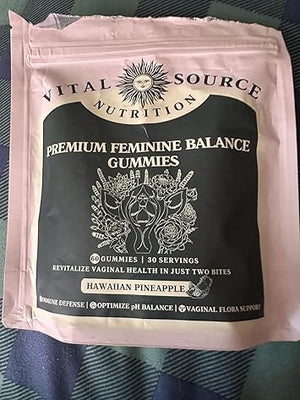 VITAL SOURCE
NUTRITION
PREMIUM FEMININE BALANCE
GUMMIES
60 GUMMIES | 30 SERVINGS
REVITALIZE VAGINAL HEALTH IN JUST TWO BITES
HAWAIIAN PINEAPPLE
IMMUNE DEFENSE | OPTIMIZE pH BALANCE | VAGINAL FLORA SUPPORT